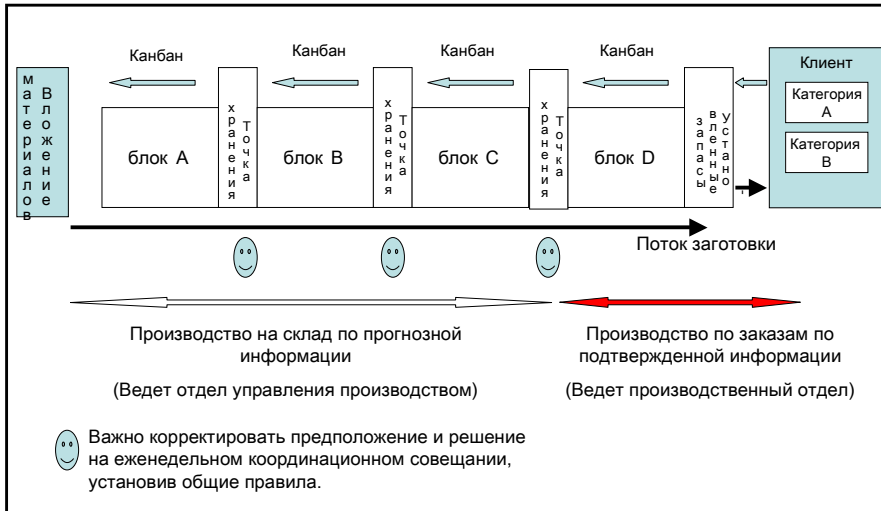 Канбан
Канбан
Канбан
Канбан
Клиент
Категория
А
Категория
В
Вложение
материалов
блок А
Точка
хранения
блок В
Точка
хранения
блок С
Точка
хранения
блок D
Устано
вленные
запасы
Поток заготовки
Производство на склад по прогнозной
информации
(Ведет отдел управления производством)
Производство по заказам по
подтвержденной информации
(Ведет производственный отдел)
Важно корректировать предположение и решение
на еженедельном координационном совещании,
установив общие правила.